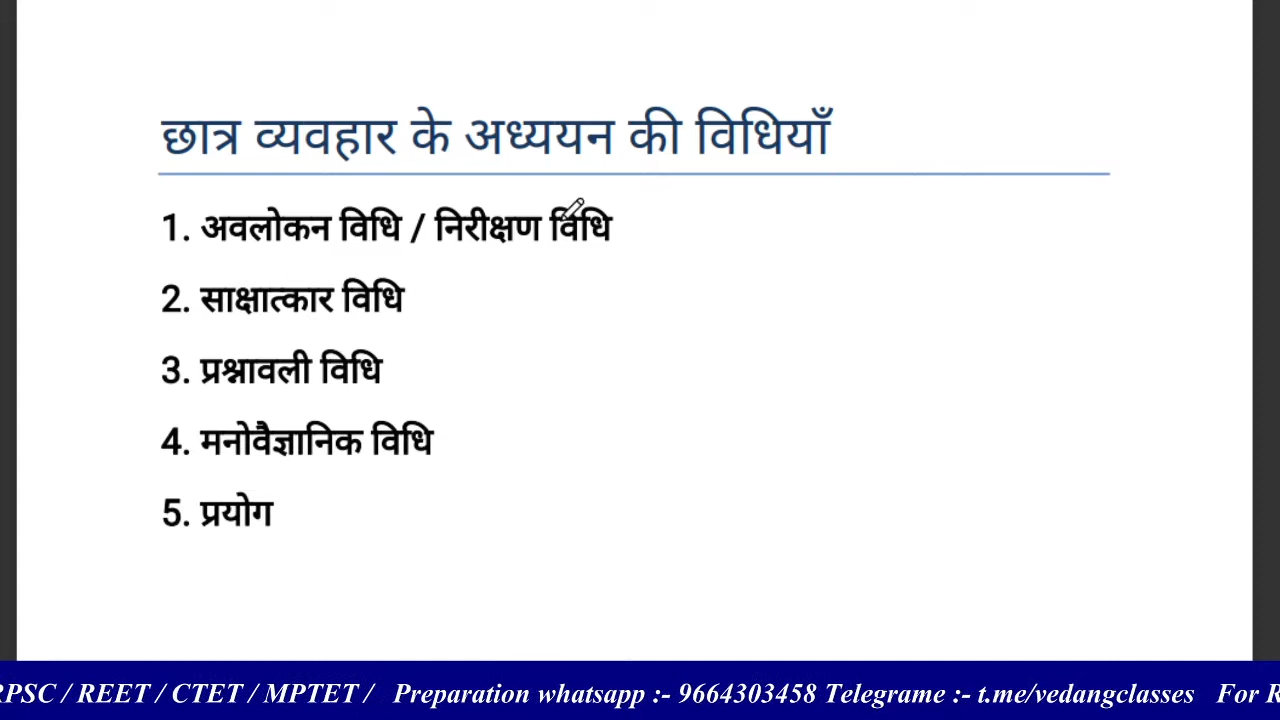 छात्र व्यवहार के अध्ययन की विधियाँ
1. अवलोकन विधि / निरीक्षण विधि
2. साक्षात्कार विधि
3. प्रश्नावली विधि
4. मनोवैज्ञानिक विधि
5. प्रयोग
RPSC / REET / CTET / MPTET / Preparation whatsapp :- 9664303458 Telegrame :- t.me/vedangclasses For